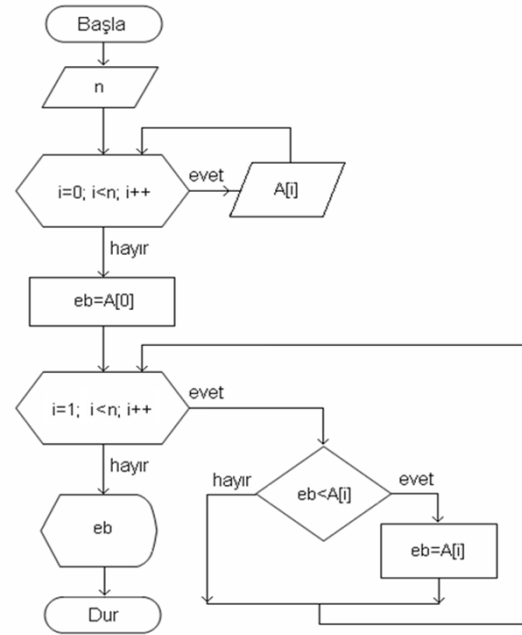 Başla
n
i=0; i<n; i++
evet
A[i]
hayır
eb=A[0]
i=1; i<n; i++
evet
hayır
eb<A[i]
hayır
evet
eb=A[i]
eb
Dur